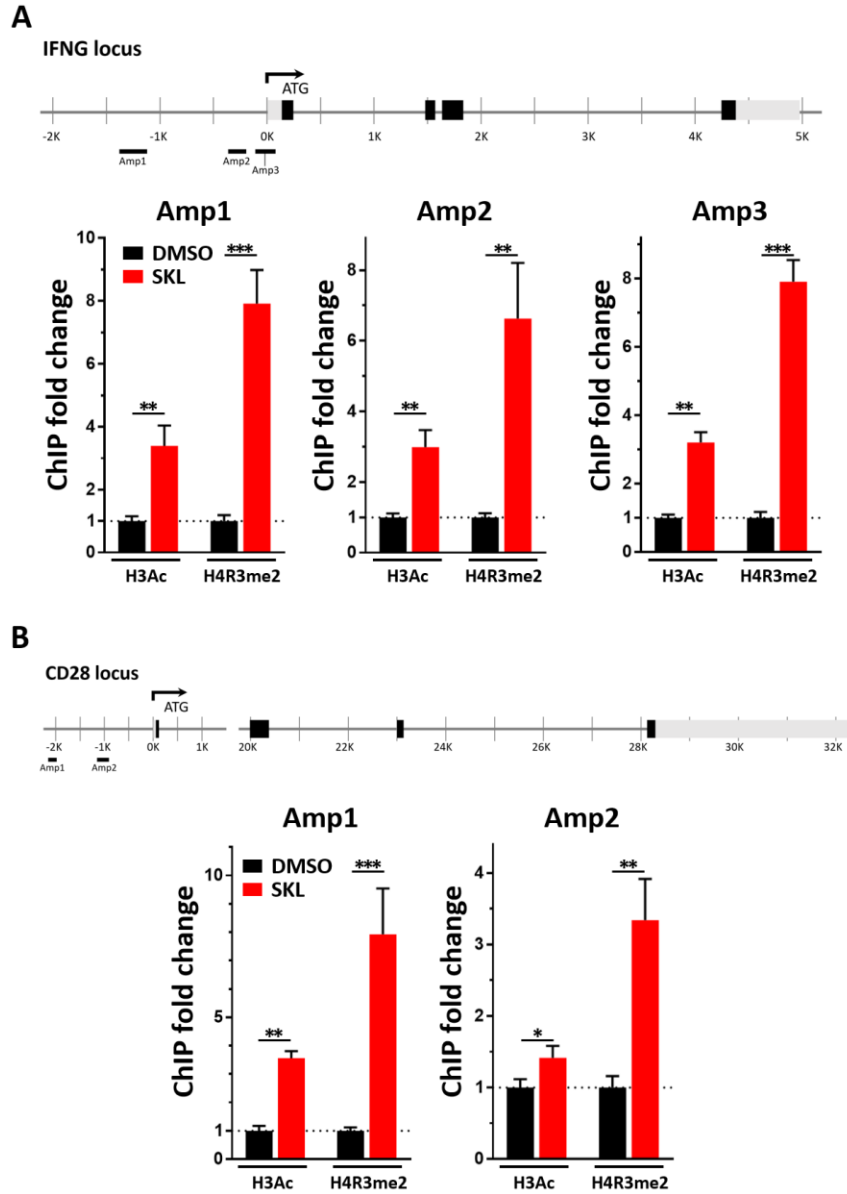 A
IFNG locus
ATG
-2K -1K 0K 1K 2K 3K 4K 5K
Amp1 Amp2 Amp3
Amp1 Amp2 Amp3
DMSO
SKL
ChIP fold change
10
8
6
4
2
1
0
**
***
H3Ac H4R3me2
ChIP fold change
8
6
4
2
1
0
**
**
H3Ac H4R3me2
ChIP fold change
8
6
4
2
1
0
**
***
H3Ac H4R3me2
B
CD28 locus
ATG
-2K -1K 0K 1K 20K 22K 24K 26K 28K 30K 32K
Amp1 Amp2
Amp1 Amp2
DMSO
SKL
ChIP fold change
10
5
1
0
**
***
H3Ac H4R3me2
ChIP fold change
4
3
2
1
0
*
**
H3Ac H4R3me2